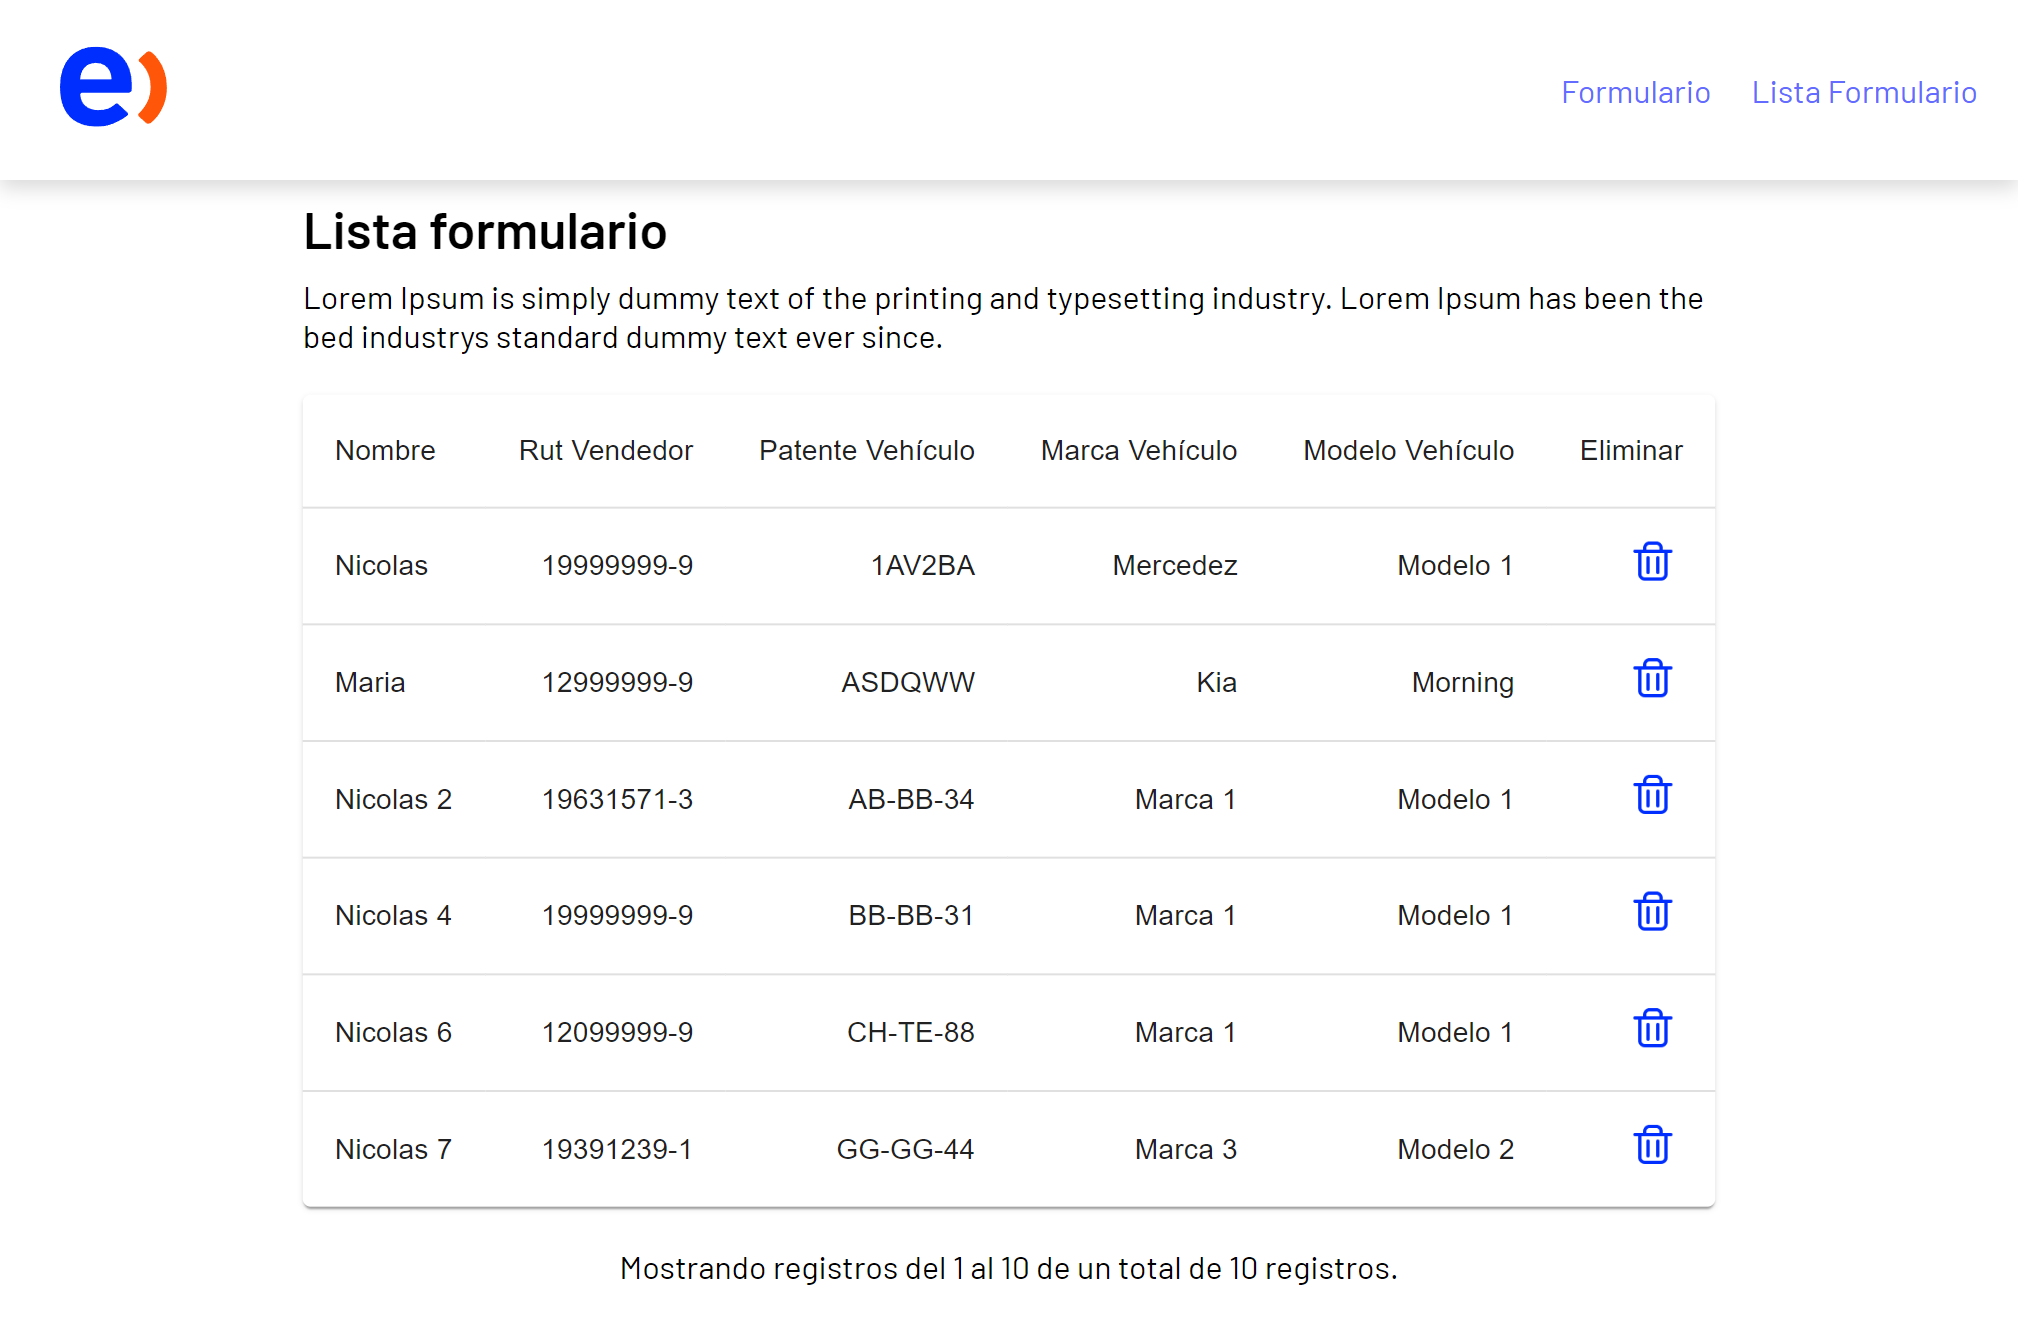 e)
Formulario Lista Formulario
Lista formulario
Lorem Ipsum is simply dummy text of the printing and typesetting industry. Lorem Ipsum has been the
bed industrys standard dummy text ever since.
Nombre Rut Vendedor Patente Vehículo Marca Vehículo Modelo Vehículo Eliminar
Nicolas 19999999-9 1AV2BA Mercedez Modelo 1
Maria 12999999-9 ASDQWW Kia Morning
Nicolas 2 19631571-3 AB-BB-34 Marca 1 Modelo 1
Nicolas 4 19999999-9 BB-BB-31 Marca 1 Modelo 1
Nicolas 6 12099999-9 CH-TE-88 Marca 1 Modelo 1
Nicolas 7 19391239-1 GG-GG-44 Marca 3 Modelo 2
Mostrando registros del 1 al 10 de un total de 10 registros.